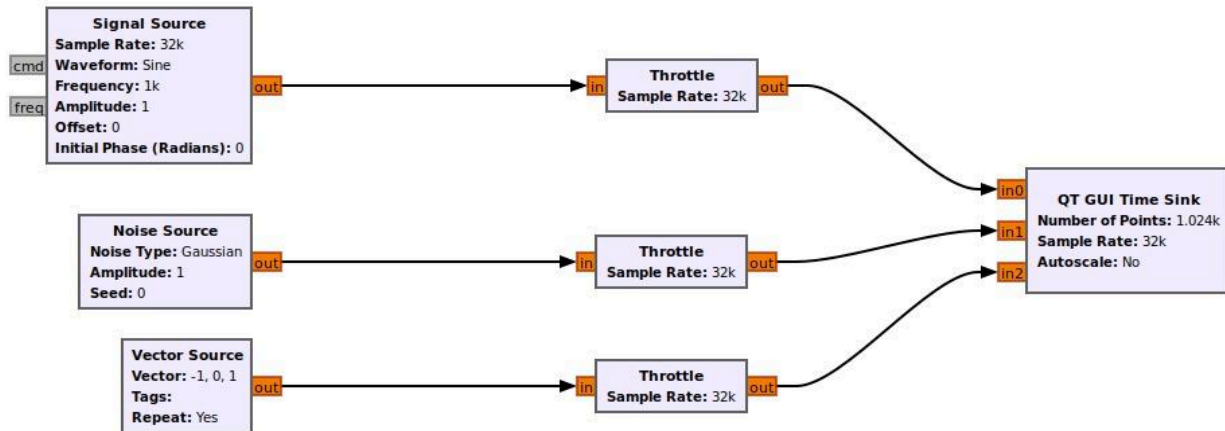 Signal Source
Sample Rate: 32k
cmd
Waveform: Sine
Frequency: 1k
out
freq
Amplitude: 1
Offset: 0
Initial Phase (Radians): 0
in
Throttle
Sample Rate: 32k
out
Noise Source
Noise Type: Gaussian
Amplitude: 1
Seed: 0
out
in
Throttle
Sample Rate: 32k
out
Vector Source
Vector: -1, 0, 1
Tags:
Repeat: Yes
out
in
Throttle
Sample Rate: 32k
out
in0
in1
in2
QT GUI Time Sink
Number of Points: 1.024k
Sample Rate: 32k
Autoscale: No